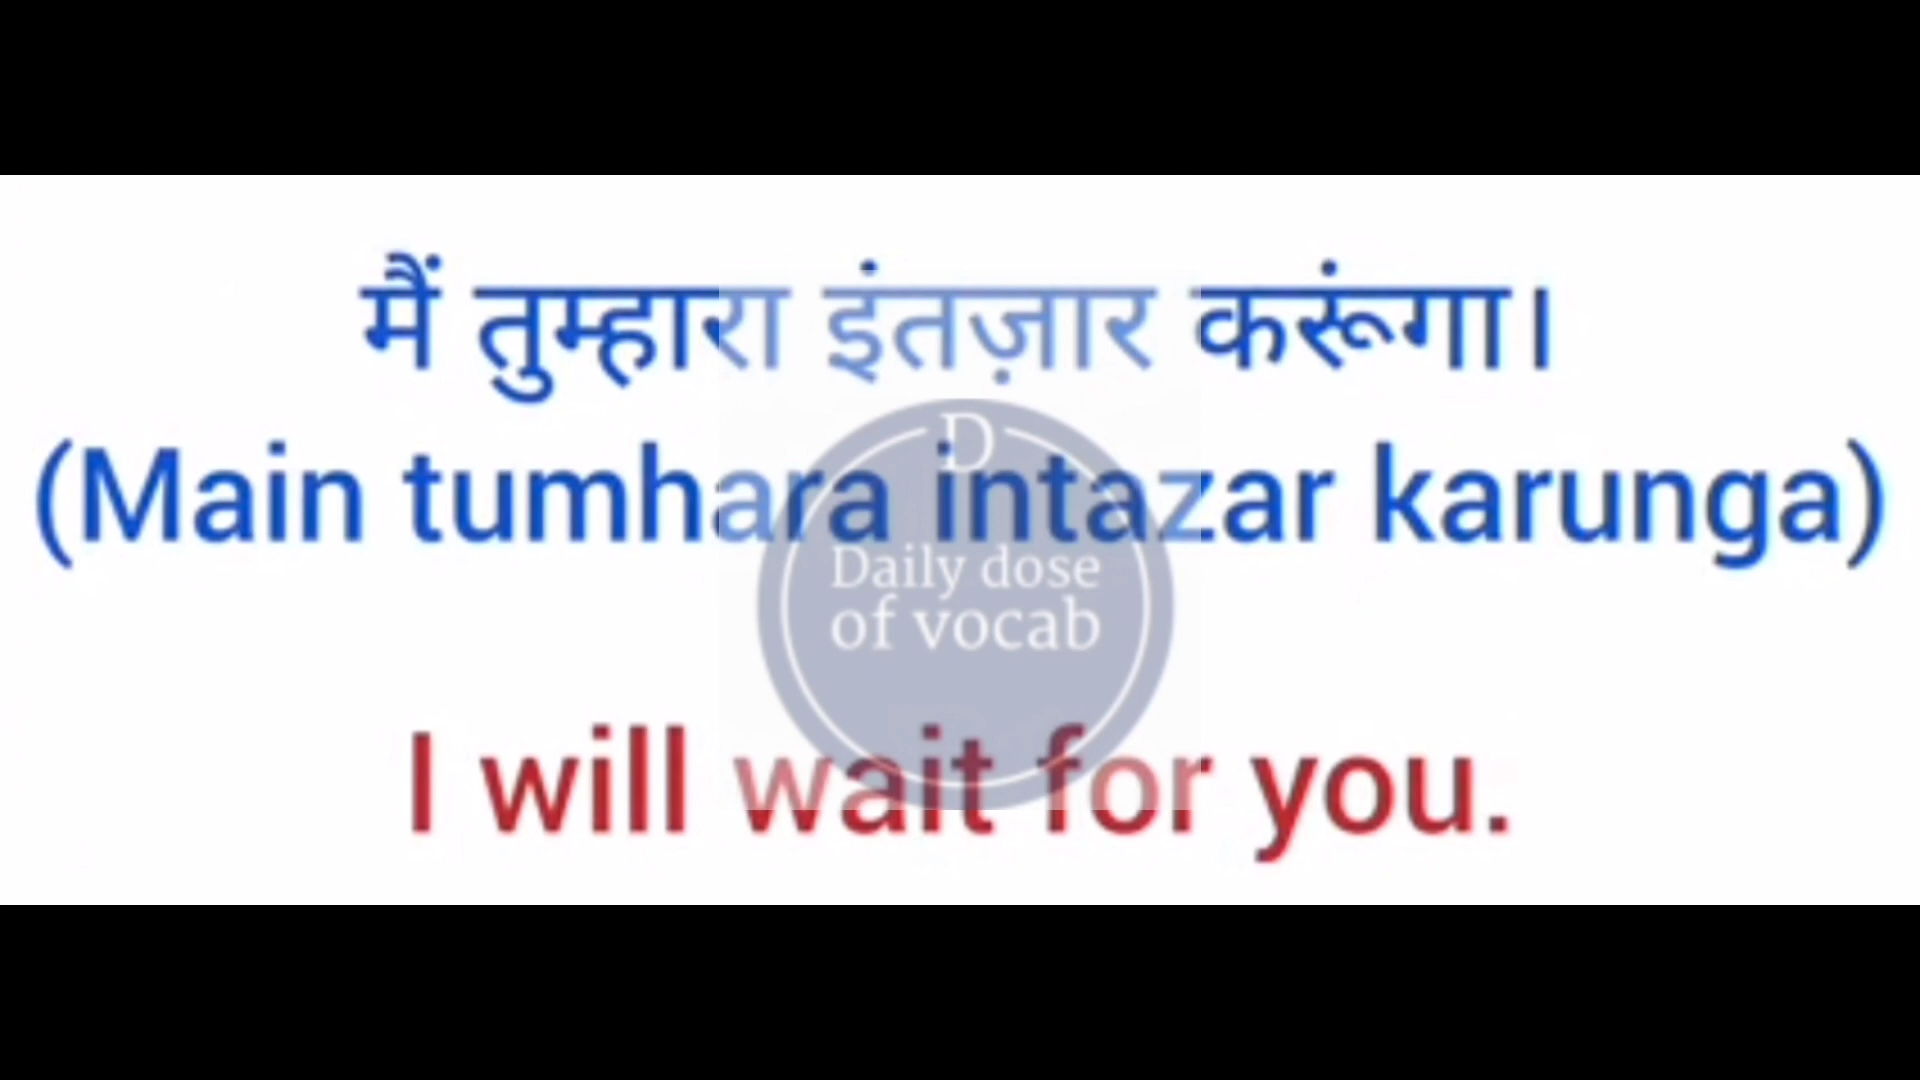 मैं तुम्हारा इंतज़ार करूंगा।
(Main tumhara intazar karunga)
D
Daily dose
of vocab
I will wait for you.